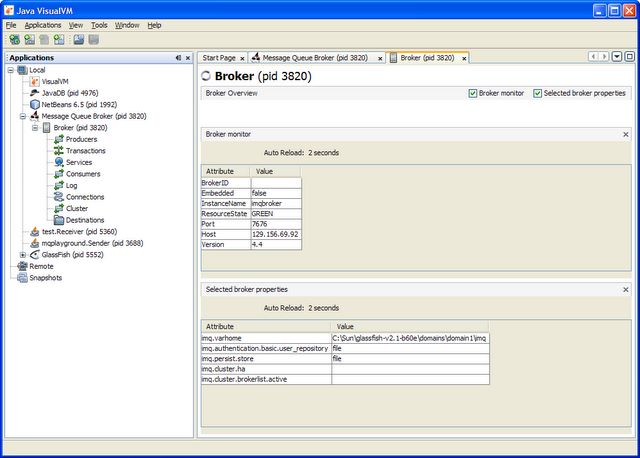 Java VisualVM
File Applications View Tools Window Help
Applications
Local
VisualVM
JavaDB (pid 4976)
NetBeans 6.5 (pid 1992)
Message Queue Broker (pid 3820)
Broker (pid 3820)
Producers
Transactions
Services
Consumers
Log
Connections
Cluster
Destinations
test.Receiver (pid 5360)
mqplayground.Sender (pid 3688)
GlassFish (pid 5552)
Remote
Snapshots
Start Page Message Queue Broker (pid 3820) Broker (pid 3820)
Broker (pid 3820)
Broker Overview Broker monitor Selected broker properties
Broker monitor
Auto Reload: 2 seconds
Attribute Value
BrokerID
Embedded false
InstanceName imqbroker
ResourceState GREEN
Port 7676
Host 129.156.69.92
Version 4.4
Selected broker properties
Auto Reload: 2 seconds
Attribute Value
imq.varhome C:\Sun\glassfish-v2.1-b60e\domains\domain1\imq
imq.authentication.basic.user_repository file
imq.persist.store file
imq.cluster.ha
imq.cluster.brokerlist.active